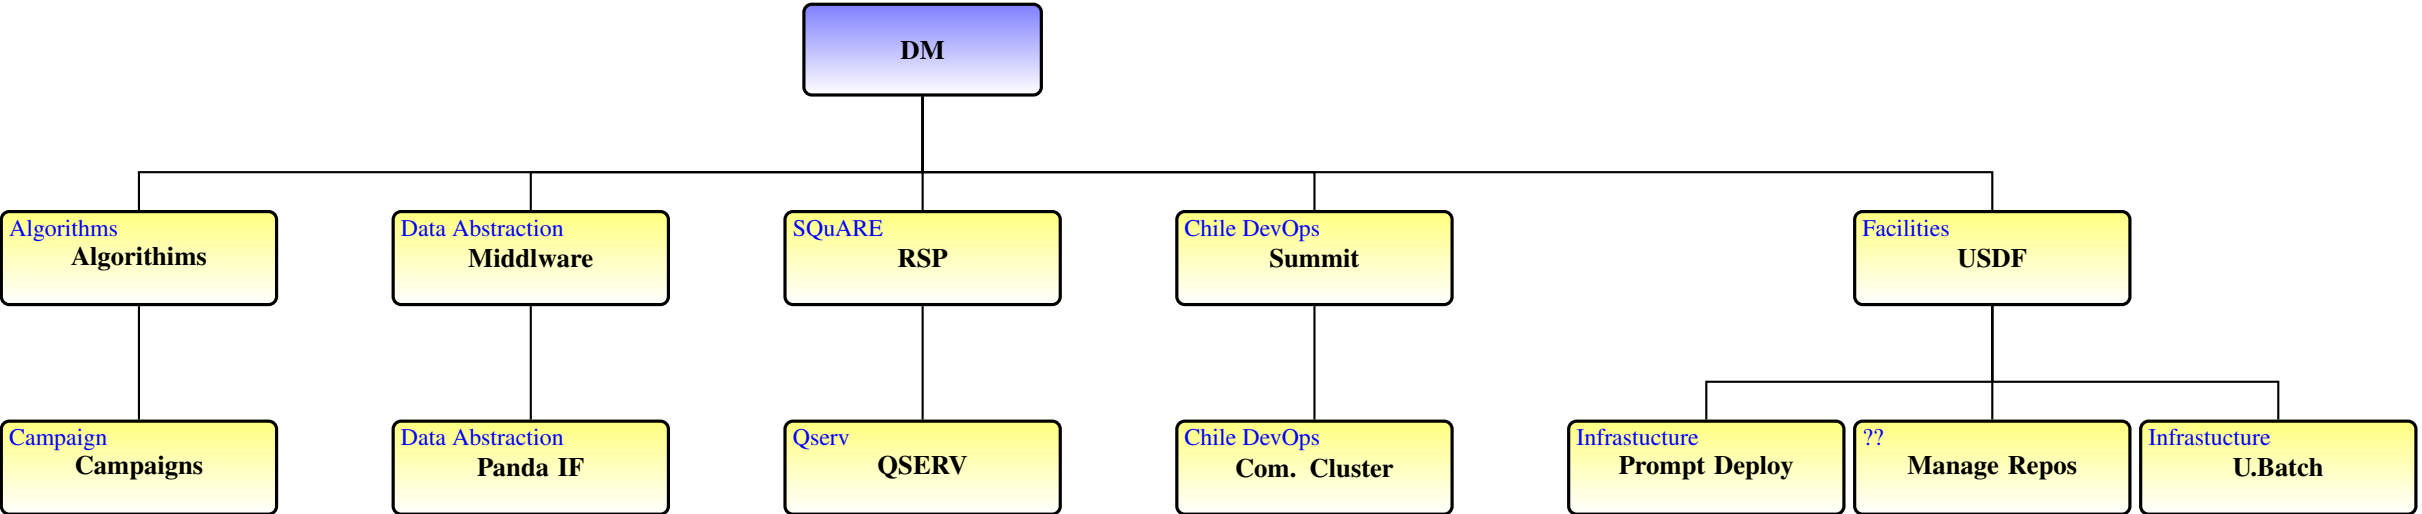 DM
Algorithms
Algorithims
Data Abstraction
Middlware
SQuARE
RSP
Chile DevOps
Summit
Facilities
USDF
Campaign
Campaigns
Data Abstraction
Panda IF
Qserv
QSERV
Chile DevOps
Com. Cluster
Infrastucture
Prompt Deploy
??
Manage Repos
Infrastucture
U.Batch